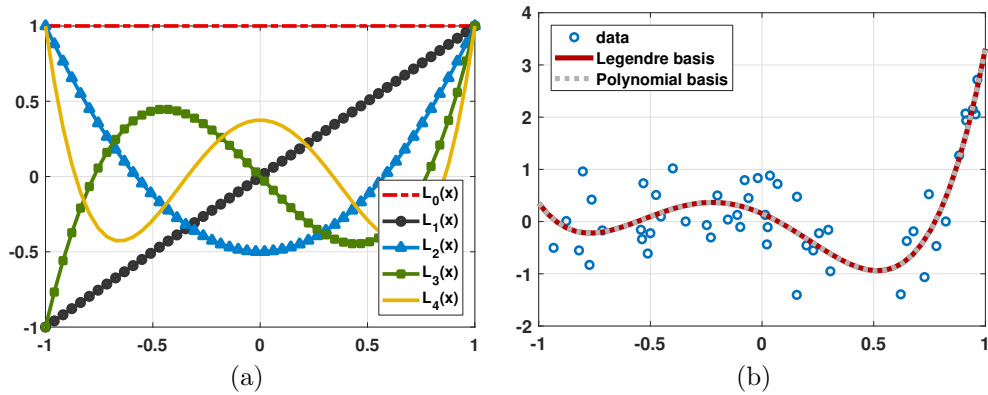 1
0.5
0
-0.5
-1
-1
-0.5
0
0.5
1
L0(x)
L1(x)
L2(x)
L3(x)
L4(x)
(a)
4
3
2
1
0
-1
-2
-1
-0.5
0
0.5
1
data
Legendre basis
Polynomial basis
(b)